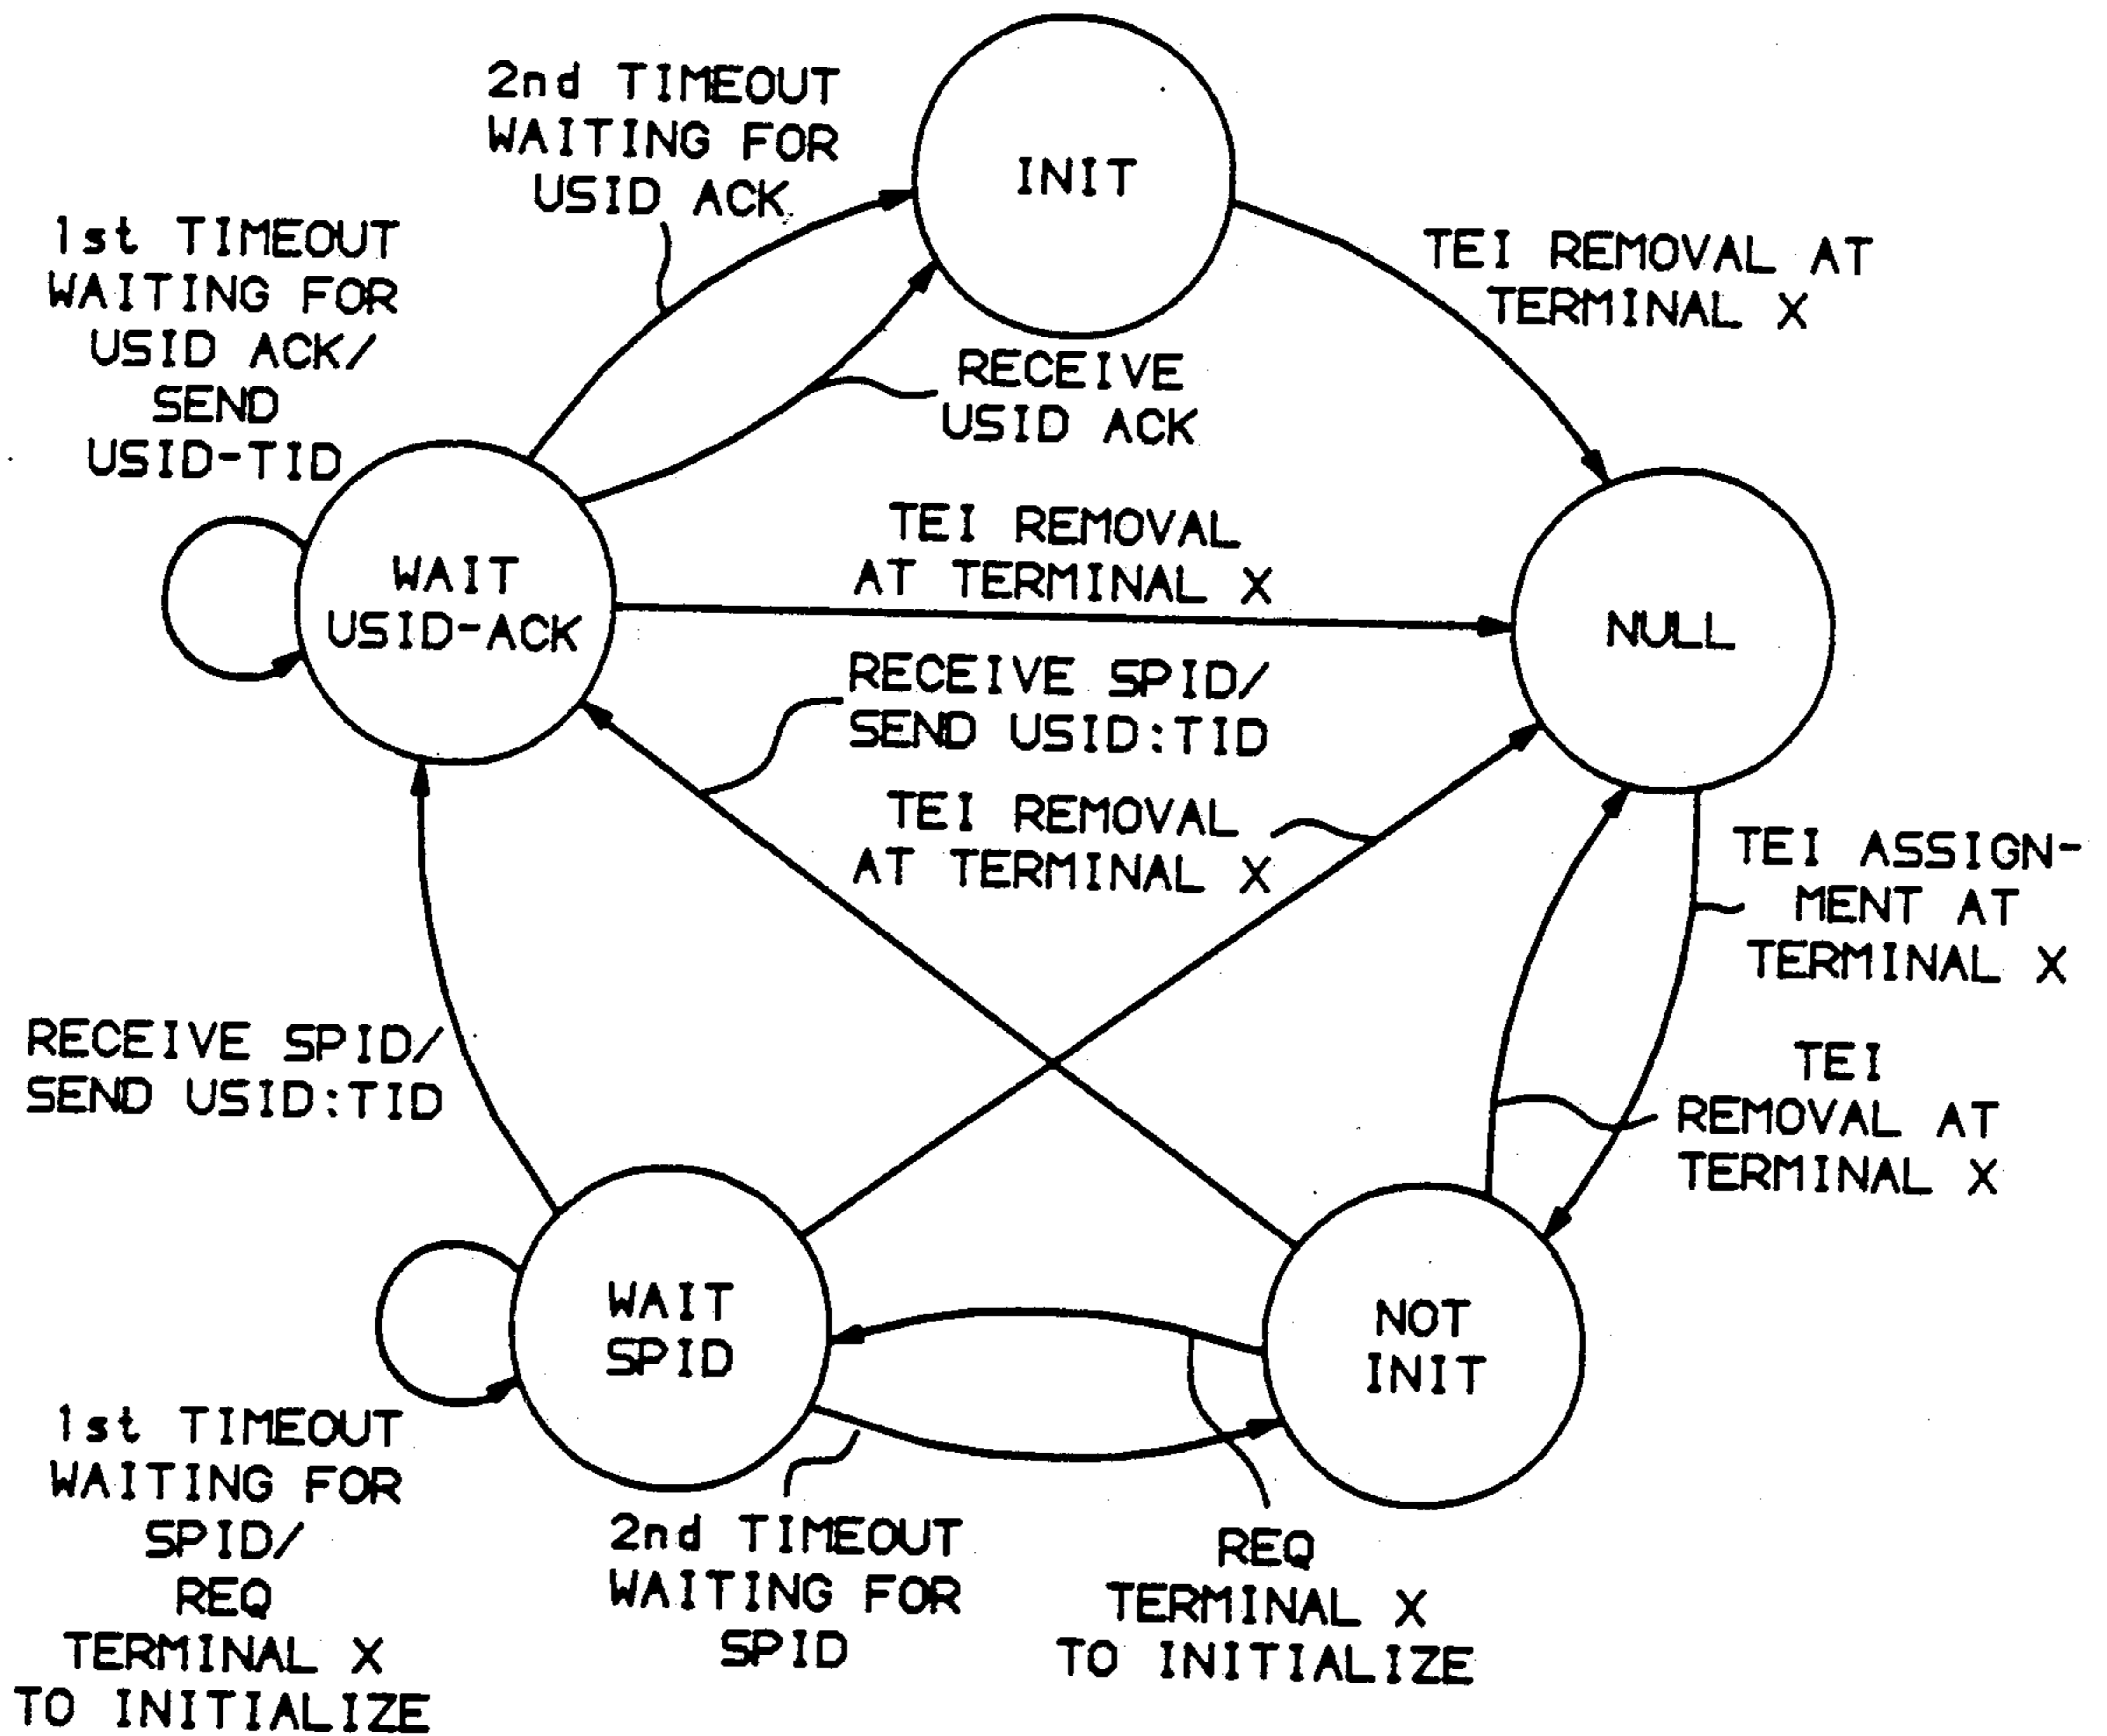 2nd TIMEOUT
WAITING FOR
USID ACK
INIT
1st TIMEOUT
WAITING FOR
USID ACK/
SEND
USID-TID
TEI REMOVAL AT
TERMINAL X
RECEIVE
USID ACK
WAIT
USID-ACK
TEI REMOVAL
AT TERMINAL X
NULL
RECEIVE SPID/
SEND USID:TID
TEI REMOVAL
AT TERMINAL X
TEI ASSIGN-
MENT AT
TERMINAL X
RECEIVE SPID/
SEND USID:TID
TEI
REMOVAL AT
TERMINAL X
WAIT
SPID
NOT
INIT
1st TIMEOUT
WAITING FOR
SPID/
REQ
TERMINAL X
TO INITIALIZE
2nd TIMEOUT
WAITING FOR
SPID
REQ
TERMINAL X
TO INITIALIZE